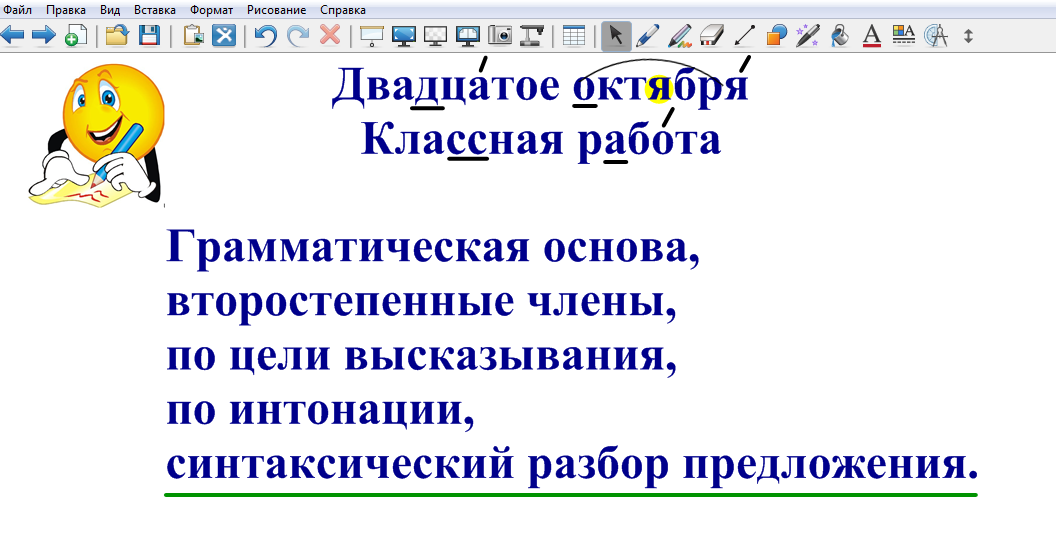 Файл Правка Вид Вставка Формат Рисование Справка
Двадцатое октября
Классная работа
Грамматическая основа,
второстепенные члены,
по цели высказывания,
по интонации,
синтаксический разбор предложения.